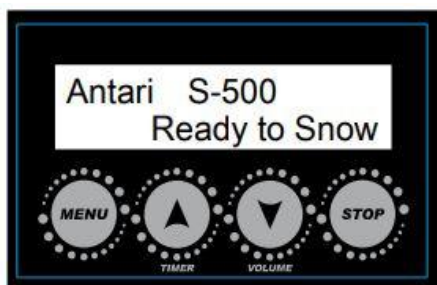 Antari S-500
Ready to Snow
MENU
STOP
TIMER
VOLUME